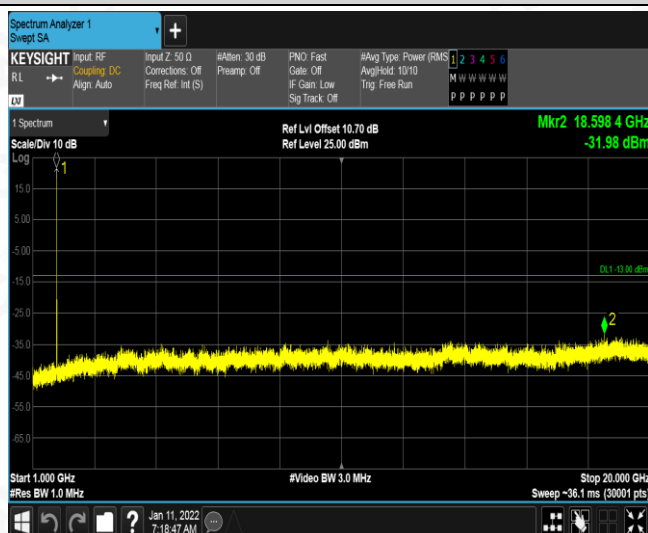 Spectrum Analyzer 1
Swept SA
+
KEYSIGHT
RL
LXI
Input: RF
Coupling: DC
Align: Auto
Input Z: 50 Ω
Corrections: Off
Freq Ref: Int (S)
#Atten: 30 dB
Preamp: Off
PNO: Fast
Gate: Off
IF Gain: Low
Sig Track: Off
#Avg Type: Power (RMS
Avg|Hold: 10/10
Trig: Free Run
1 2 3 4 5 6
M W W W W W
P P P P P P
1 Spectrum
Scale/Div 10 dB
Log
Ref Lvl Offset 10.70 dB
Ref Level 25.00 dBm
Mkr2 18.598 4 GHz
-31.98 dBm
1
15.0
5.00
-5.00
DL1 -13.00 dBm
-15.0
-25.0
2
-35.0
-45.0
-55.0
-65.0
Start 1.000 GHz
#Video BW 3.0 MHz
Stop 20.000 GHz
#Res BW 1.0 MHz
Sweep ~36.1 ms (30001 pts)
?
Jan 11, 2022
7:18:47 AM